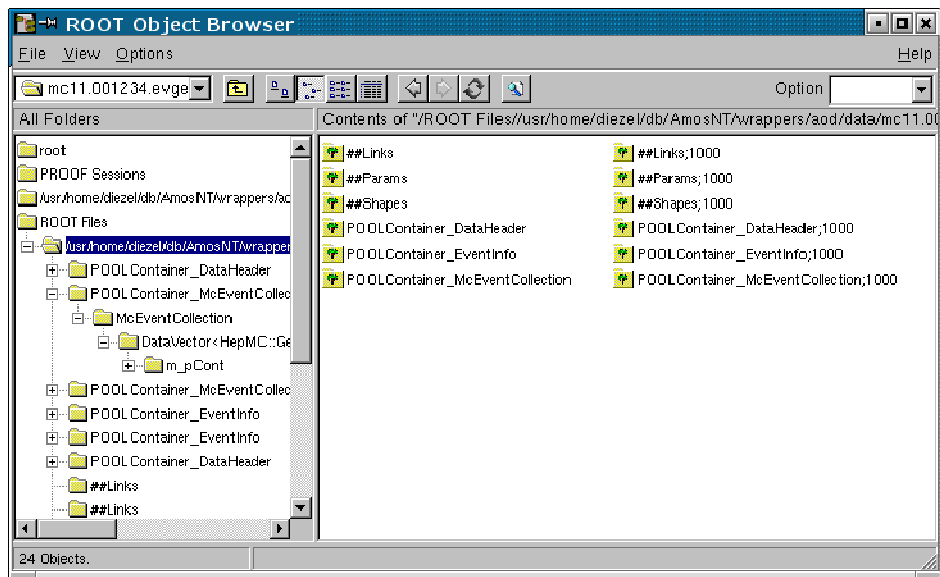 ROOT Object Browser
File View Options Help
mc11.001234.evge Option
All Folders
Contents of "/ROOT Files//usr/home/diezel/db/AmosNT/wrappers/aod/data/mc11.00
root
PROOF Sessions
/usr/home/diezel/db/AmosNT/wrappers/ao
ROOT Files
/usr/home/diezel/db/AmosNT/wrapper
POOLContainer_DataHeader
POOLContainer_McEventCollec
McEventCollection
DataVector<HepMC::Ge
m_pCont
POOLContainer_McEventCollec
POOLContainer_EventInfo
POOLContainer_EventInfo
POOLContainer_DataHeader
##Links
##Links
##Links ##Links;1000
##Params ##Params;1000
##Shapes ##Shapes;1000
POOLContainer_DataHeader POOLContainer_DataHeader;1000
POOLContainer_EventInfo POOLContainer_EventInfo;1000
POOLContainer_McEventCollection POOLContainer_McEventCollection;1000
24 Objects.